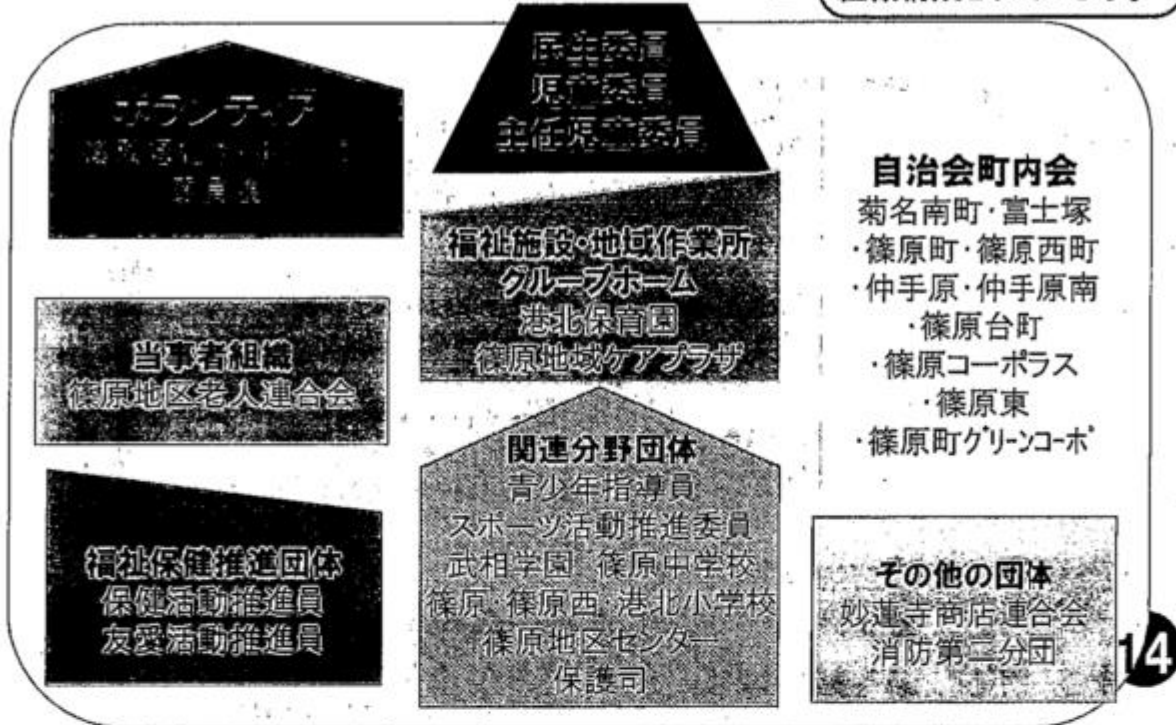 ボランティア
民生委員
児童委員
主任児童委員
福祉施設・地域作業所
グループホーム
港北保育園
篠原地域ケアプラザ
自治会町内会
菊名南町・富士塚
・篠原町・篠原西町
・仲手原・仲手原南
・篠原台町
・篠原コーポラス
・篠原東
・篠原町グリーンコーポ
当事者組織
篠原地区老人連合会
関連分野団体
青少年指導員
スポーツ活動推進委員
武相学園 篠原中学校
篠原・篠原西・港北小学校
篠原地区センター
保護司
福祉保健推進団体
保健活動推進員
友愛活動推進員
その他の団体
妙蓮寺商店連合会
消防第二分団
14